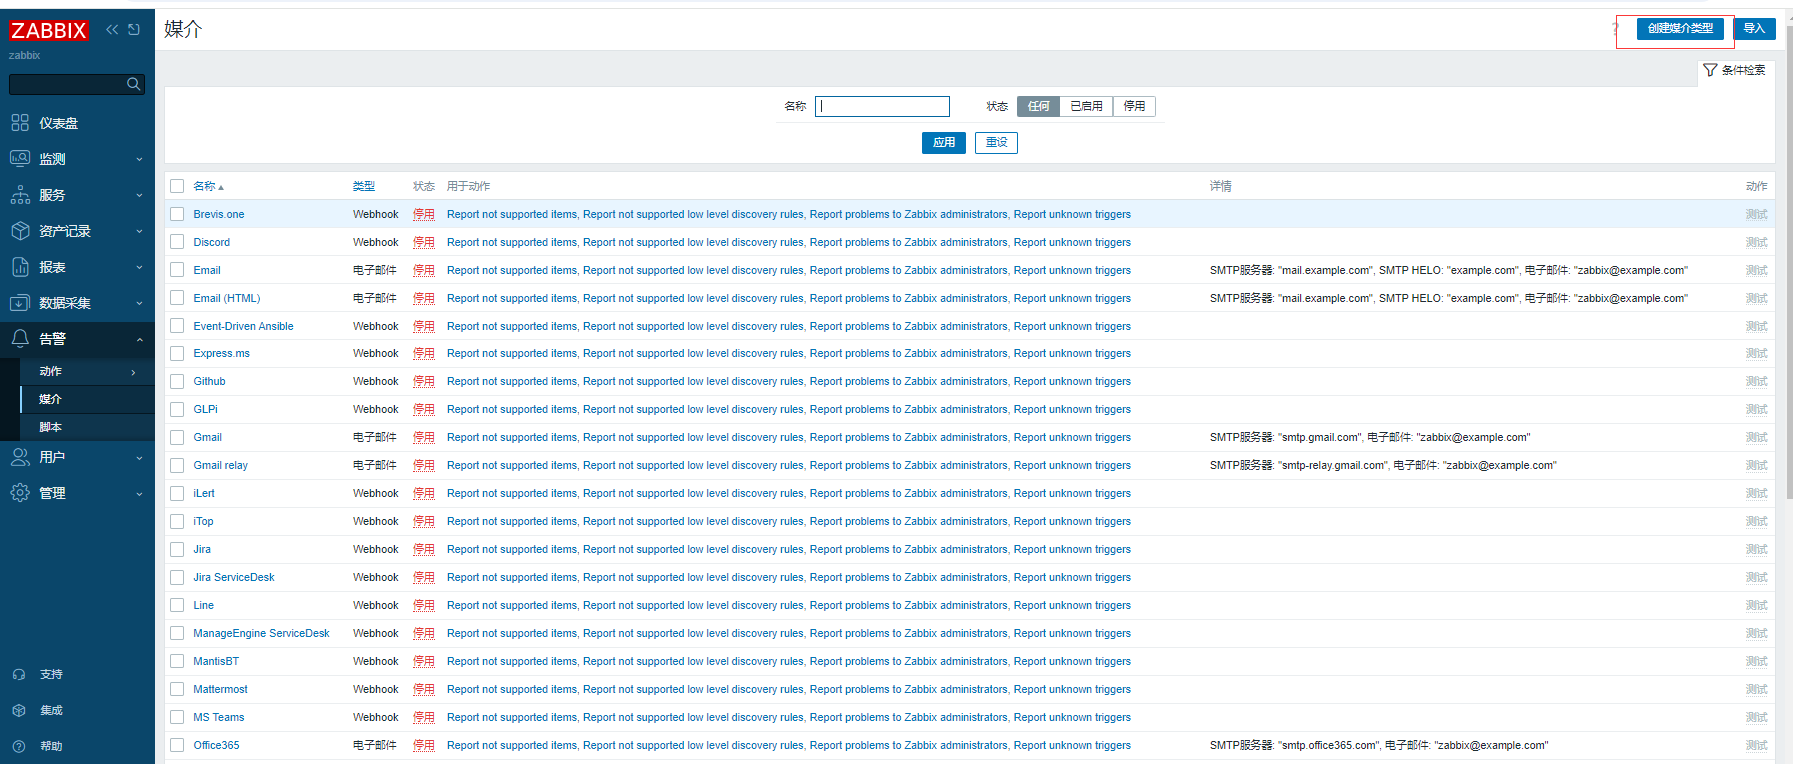 ZABBIX
zabbix
仪表盘
监测
服务
资产记录
报表
数据采集
告警
动作
媒介
脚本
用户
管理
支持
集成
帮助
媒介
? 创建媒介类型 导入
条件检索
名称 状态 任何 已启用 停用
应用 重设
名称 类型 状态 用于动作 详情 动作
Brevis.one Webhook 停用 Report not supported items, Report not supported low level discovery rules, Report problems to Zabbix administrators, Report unknown triggers 测试
Discord Webhook 停用 Report not supported items, Report not supported low level discovery rules, Report problems to Zabbix administrators, Report unknown triggers 测试
Email 电子邮件 停用 Report not supported items, Report not supported low level discovery rules, Report problems to Zabbix administrators, Report unknown triggers SMTP服务器: "mail.example.com", SMTP HELO: "example.com", 电子邮件: "zabbix@example.com" 测试
Email (HTML) 电子邮件 停用 Report not supported items, Report not supported low level discovery rules, Report problems to Zabbix administrators, Report unknown triggers SMTP服务器: "mail.example.com", SMTP HELO: "example.com", 电子邮件: "zabbix@example.com" 测试
Event-Driven Ansible Webhook 停用 Report not supported items, Report not supported low level discovery rules, Report problems to Zabbix administrators, Report unknown triggers 测试
Express.ms Webhook 停用 Report not supported items, Report not supported low level discovery rules, Report problems to Zabbix administrators, Report unknown triggers 测试
Github Webhook 停用 Report not supported items, Report not supported low level discovery rules, Report problems to Zabbix administrators, Report unknown triggers 测试
GLPi Webhook 停用 Report not supported items, Report not supported low level discovery rules, Report problems to Zabbix administrators, Report unknown triggers 测试
Gmail 电子邮件 停用 Report not supported items, Report not supported low level discovery rules, Report problems to Zabbix administrators, Report unknown triggers SMTP服务器: "smtp.gmail.com", 电子邮件: "zabbix@example.com" 测试
Gmail relay 电子邮件 停用 Report not supported items, Report not supported low level discovery rules, Report problems to Zabbix administrators, Report unknown triggers SMTP服务器: "smtp-relay.gmail.com", 电子邮件: "zabbix@example.com" 测试
iLert Webhook 停用 Report not supported items, Report not supported low level discovery rules, Report problems to Zabbix administrators, Report unknown triggers 测试
iTop Webhook 停用 Report not supported items, Report not supported low level discovery rules, Report problems to Zabbix administrators, Report unknown triggers 测试
Jira Webhook 停用 Report not supported items, Report not supported low level discovery rules, Report problems to Zabbix administrators, Report unknown triggers 测试
Jira ServiceDesk Webhook 停用 Report not supported items, Report not supported low level discovery rules, Report problems to Zabbix administrators, Report unknown triggers 测试
Line Webhook 停用 Report not supported items, Report not supported low level discovery rules, Report problems to Zabbix administrators, Report unknown triggers 测试
ManageEngine ServiceDesk Webhook 停用 Report not supported items, Report not supported low level discovery rules, Report problems to Zabbix administrators, Report unknown triggers 测试
MantisBT Webhook 停用 Report not supported items, Report not supported low level discovery rules, Report problems to Zabbix administrators, Report unknown triggers 测试
Mattermost Webhook 停用 Report not supported items, Report not supported low level discovery rules, Report problems to Zabbix administrators, Report unknown triggers 测试
MS Teams Webhook 停用 Report not supported items, Report not supported low level discovery rules, Report problems to Zabbix administrators, Report unknown triggers 测试
Office365 电子邮件 停用 Report not supported items, Report not supported low level discovery rules, Report problems to Zabbix administrators, Report unknown triggers SMTP服务器: "smtp.office365.com", 电子邮件: "zabbix@example.com" 测试